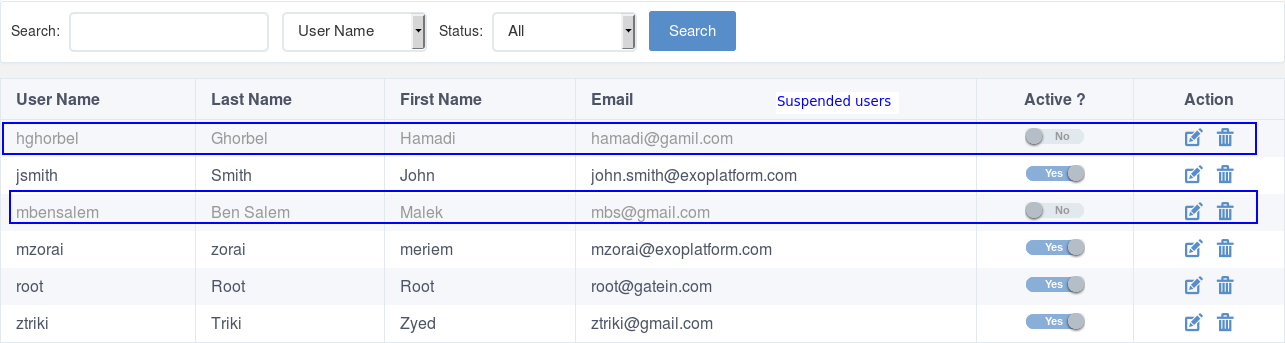 Search: User Name Status: All Search
User Name Last Name First Name Email Suspended users Active ? Action
hghorbel Ghorbel Hamadi hamadi@gamil.com No
jsmith Smith John john.smith@exoplatform.com Yes
mbensalem Ben Salem Malek mbs@gmail.com No
mzorai zorai meriem mzorai@exoplatform.com Yes
root Root Root root@gatein.com Yes
ztriki Triki Zyed ztriki@gmail.com Yes